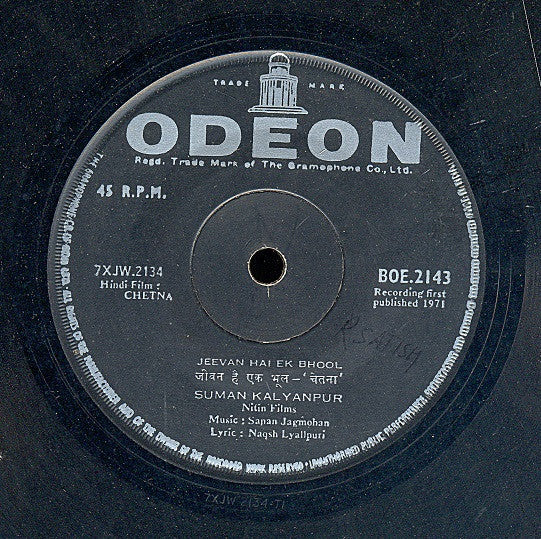 TRADE MARK
ODEON
Regd. Trade Mark of The Gramophone Co., Ltd.
45 R.P.M.
7XJW.2134
Hindi Film :
CHETNA
BOE.2143
Recording first
published 1971
JEEVAN HAI EK BHOOL
जीवन है एक भूल - 'चेतना'
SUMAN KALYANPUR
Nitin Films
Music : Sapan Jagmohan
Lyric : Naqsh Lyallpuri
7XJW 2134-T1